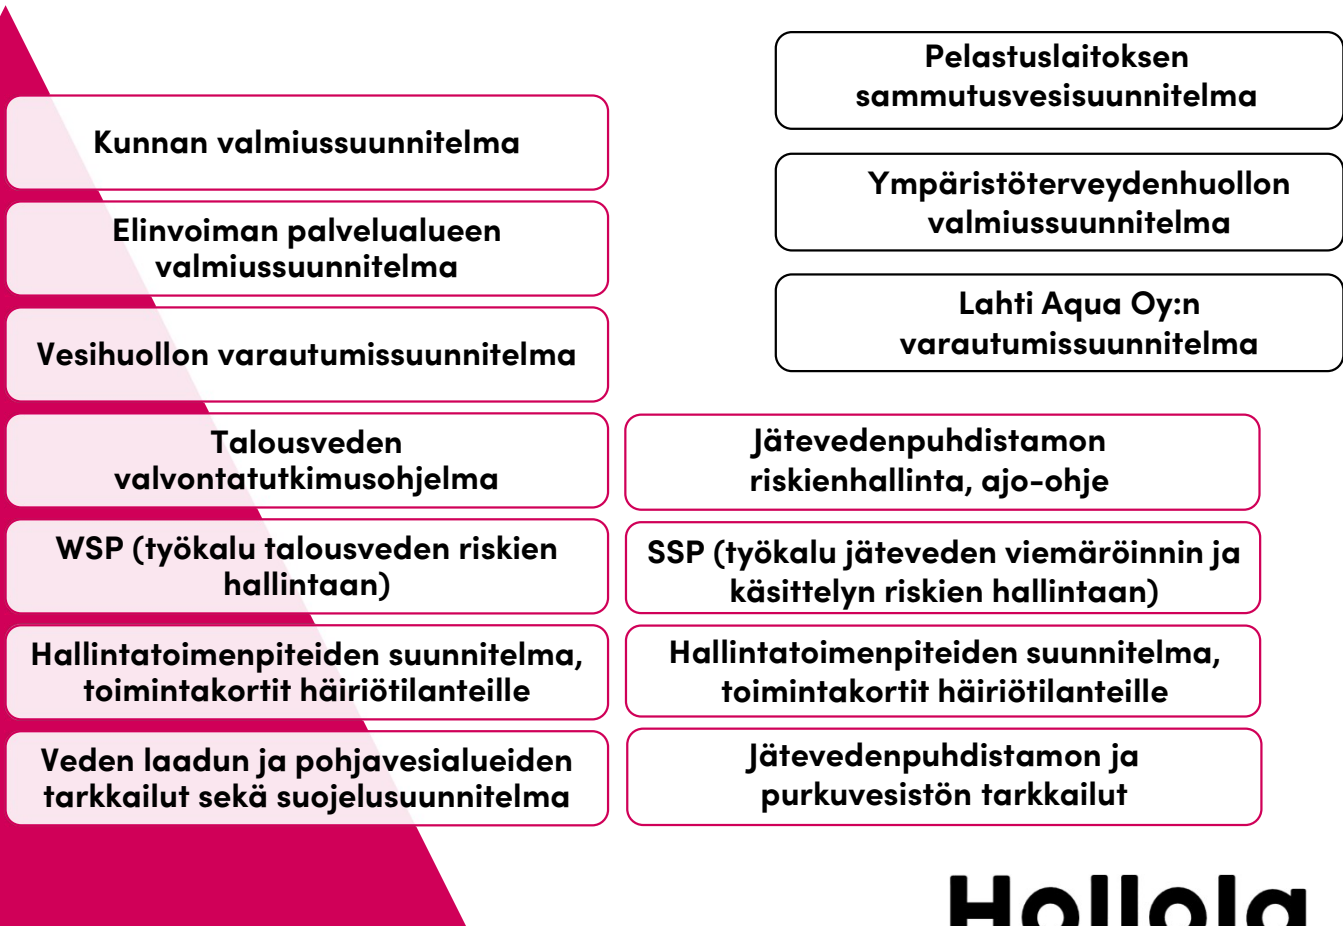 Kunnan valmiussuunnitelma
Elinvoiman palvelualueen
valmiussuunnitelma
Vesihuollon varautumissuunnitelma
Talousveden
valvontatutkimusohjelma
WSP (työkalu talousveden riskien
hallintaan)
Hallintatoimenpiteiden suunnitelma,
toimintakortit häiriötilanteille
Veden laadun ja pohjavesialueiden
tarkkailut sekä suojelusuunnitelma
Pelastuslaitoksen
sammutusvesisuunnitelma
Ympäristöterveydenhuollon
valmiussuunnitelma
Lahti Aqua Oy:n
varautumissuunnitelma
Jätevedenpuhdistamon
riskienhallinta, ajo-ohje
SSP (työkalu jäteveden viemäröinnin ja
käsittelyn riskien hallintaan)
Hallintatoimenpiteiden suunnitelma,
toimintakortit häiriötilanteille
Jätevedenpuhdistamon ja
purkuvesistön tarkkailut
Hollola